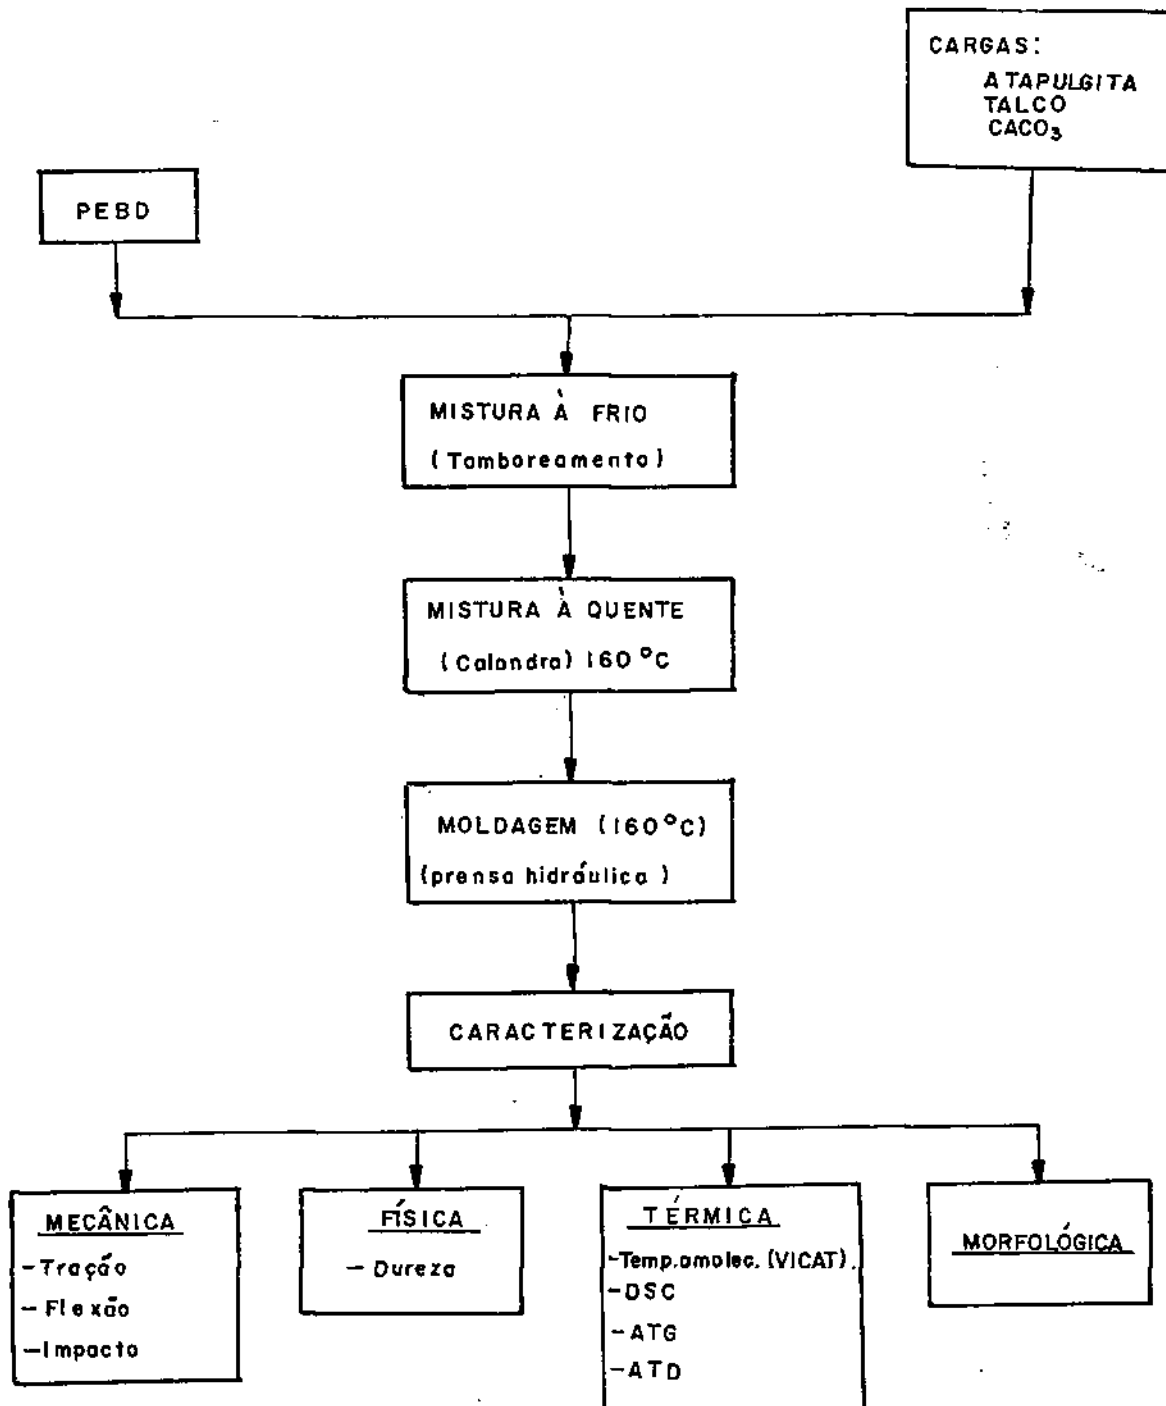 CARGAS:
ATAPULGITA
TALCO
CACO₃
PEBD
MISTURA À FRIO
(Tamboreamento)
MISTURA À QUENTE
(Calandra) 160 °C
MOLDAGEM (160 °C)
(prensa hidráulica)
CARACTERIZAÇÃO
MECÂNICA
-Tração
-Flexão
-Impacto
FÍSICA
- Dureza
TÉRMICA
-Temp. amolec. (VICAT).
-DSC
-ATG
-ATD
MORFOLÓGICA